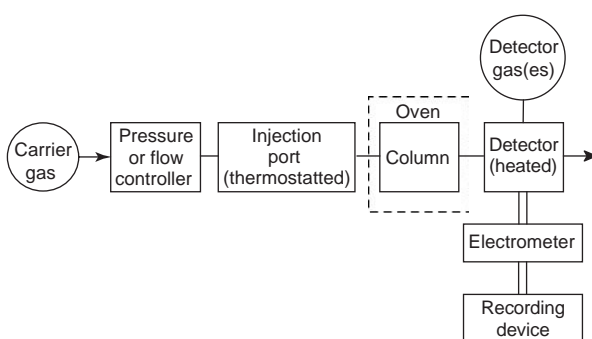 Detector
gas(es)
Oven
Carrier
gas
Pressure
or flow
controller
Injection
port
(thermostatted)
Column
Detector
(heated)
Electrometer
Recording
device